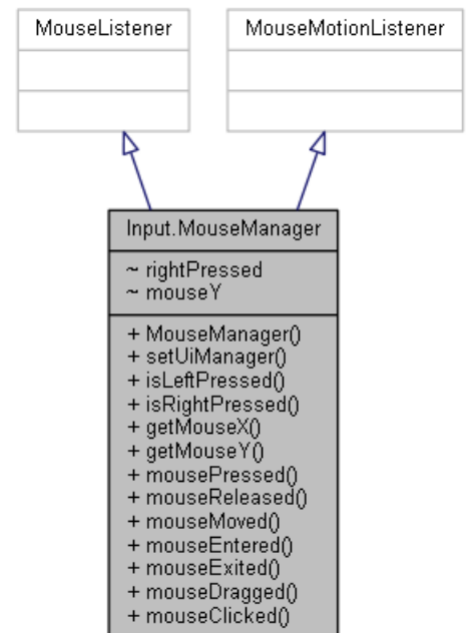 MouseListener
MouseMotionListener
Input.MouseManager
~ rightPressed
~ mouseY
+ MouseManager()
+ setUiManager()
+ isLeftPressed()
+ isRightPressed()
+ getMouseX()
+ getMouseY()
+ mousePressed()
+ mouseReleased()
+ mouseMoved()
+ mouseEntered()
+ mouseExited()
+ mouseDragged()
+ mouseClicked()